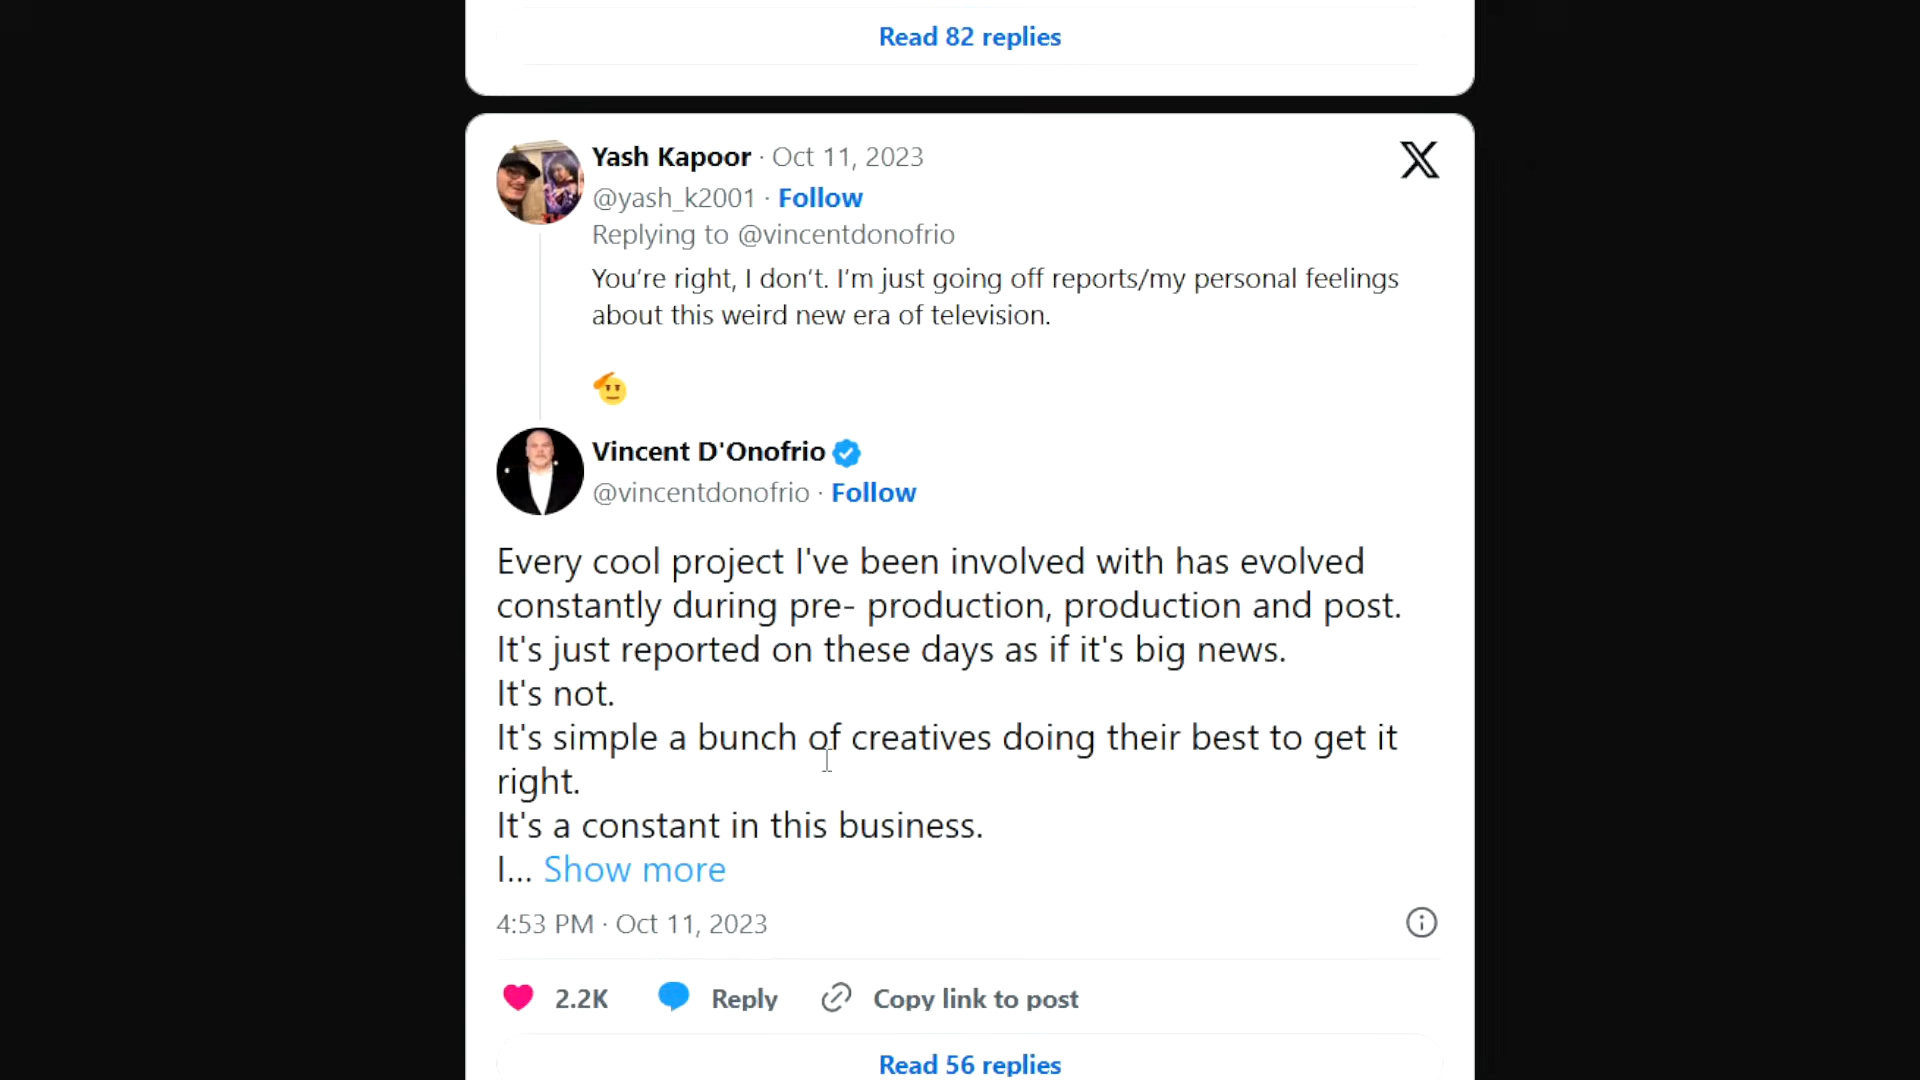 Read 82 replies
Yash Kapoor · Oct 11, 2023
@yash_k2001 · Follow
Replying to @vincentdonofrio
You’re right, I don‘t. I’m just going off reports/my personal feelings
about this weird new era of television.
Vincent D'Onofrio
@vincentdonofrio · Follow
Every cool project I've been involved with has evolved
constantly during pre- production, production and post.
It's just reported on these days as if it's big news.
It's not.
It's simple a bunch of creatives doing their best to get it
right.
It's a constant in this business.
I... Show more
4:53 PM · Oct 11, 2023
2.2K Reply Copy link to post
Read 56 replies